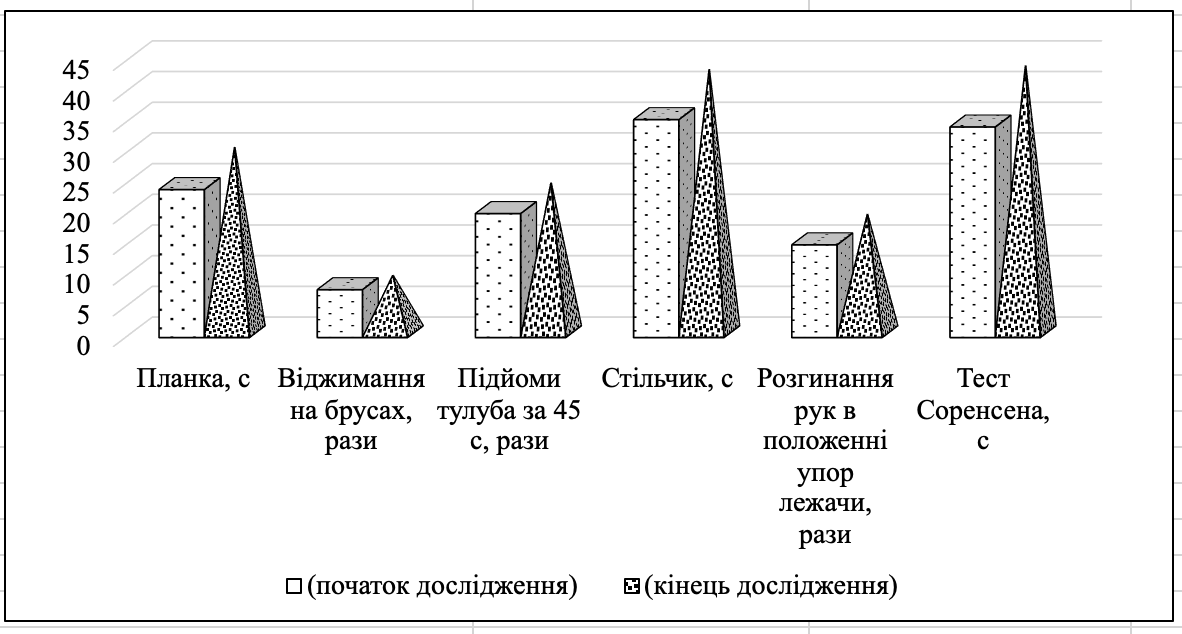 45
40
35
30
25
20
15
10
5
0
Планка, с
Віджимання
на брусах,
рази
Підйоми
тулуба за 45
с, рази
Стільчик, с
Розгинання
рук в
положенні
упор
лежачи,
рази
Тест
Соренсена,
с
(початок дослідження)
(кінець дослідження)